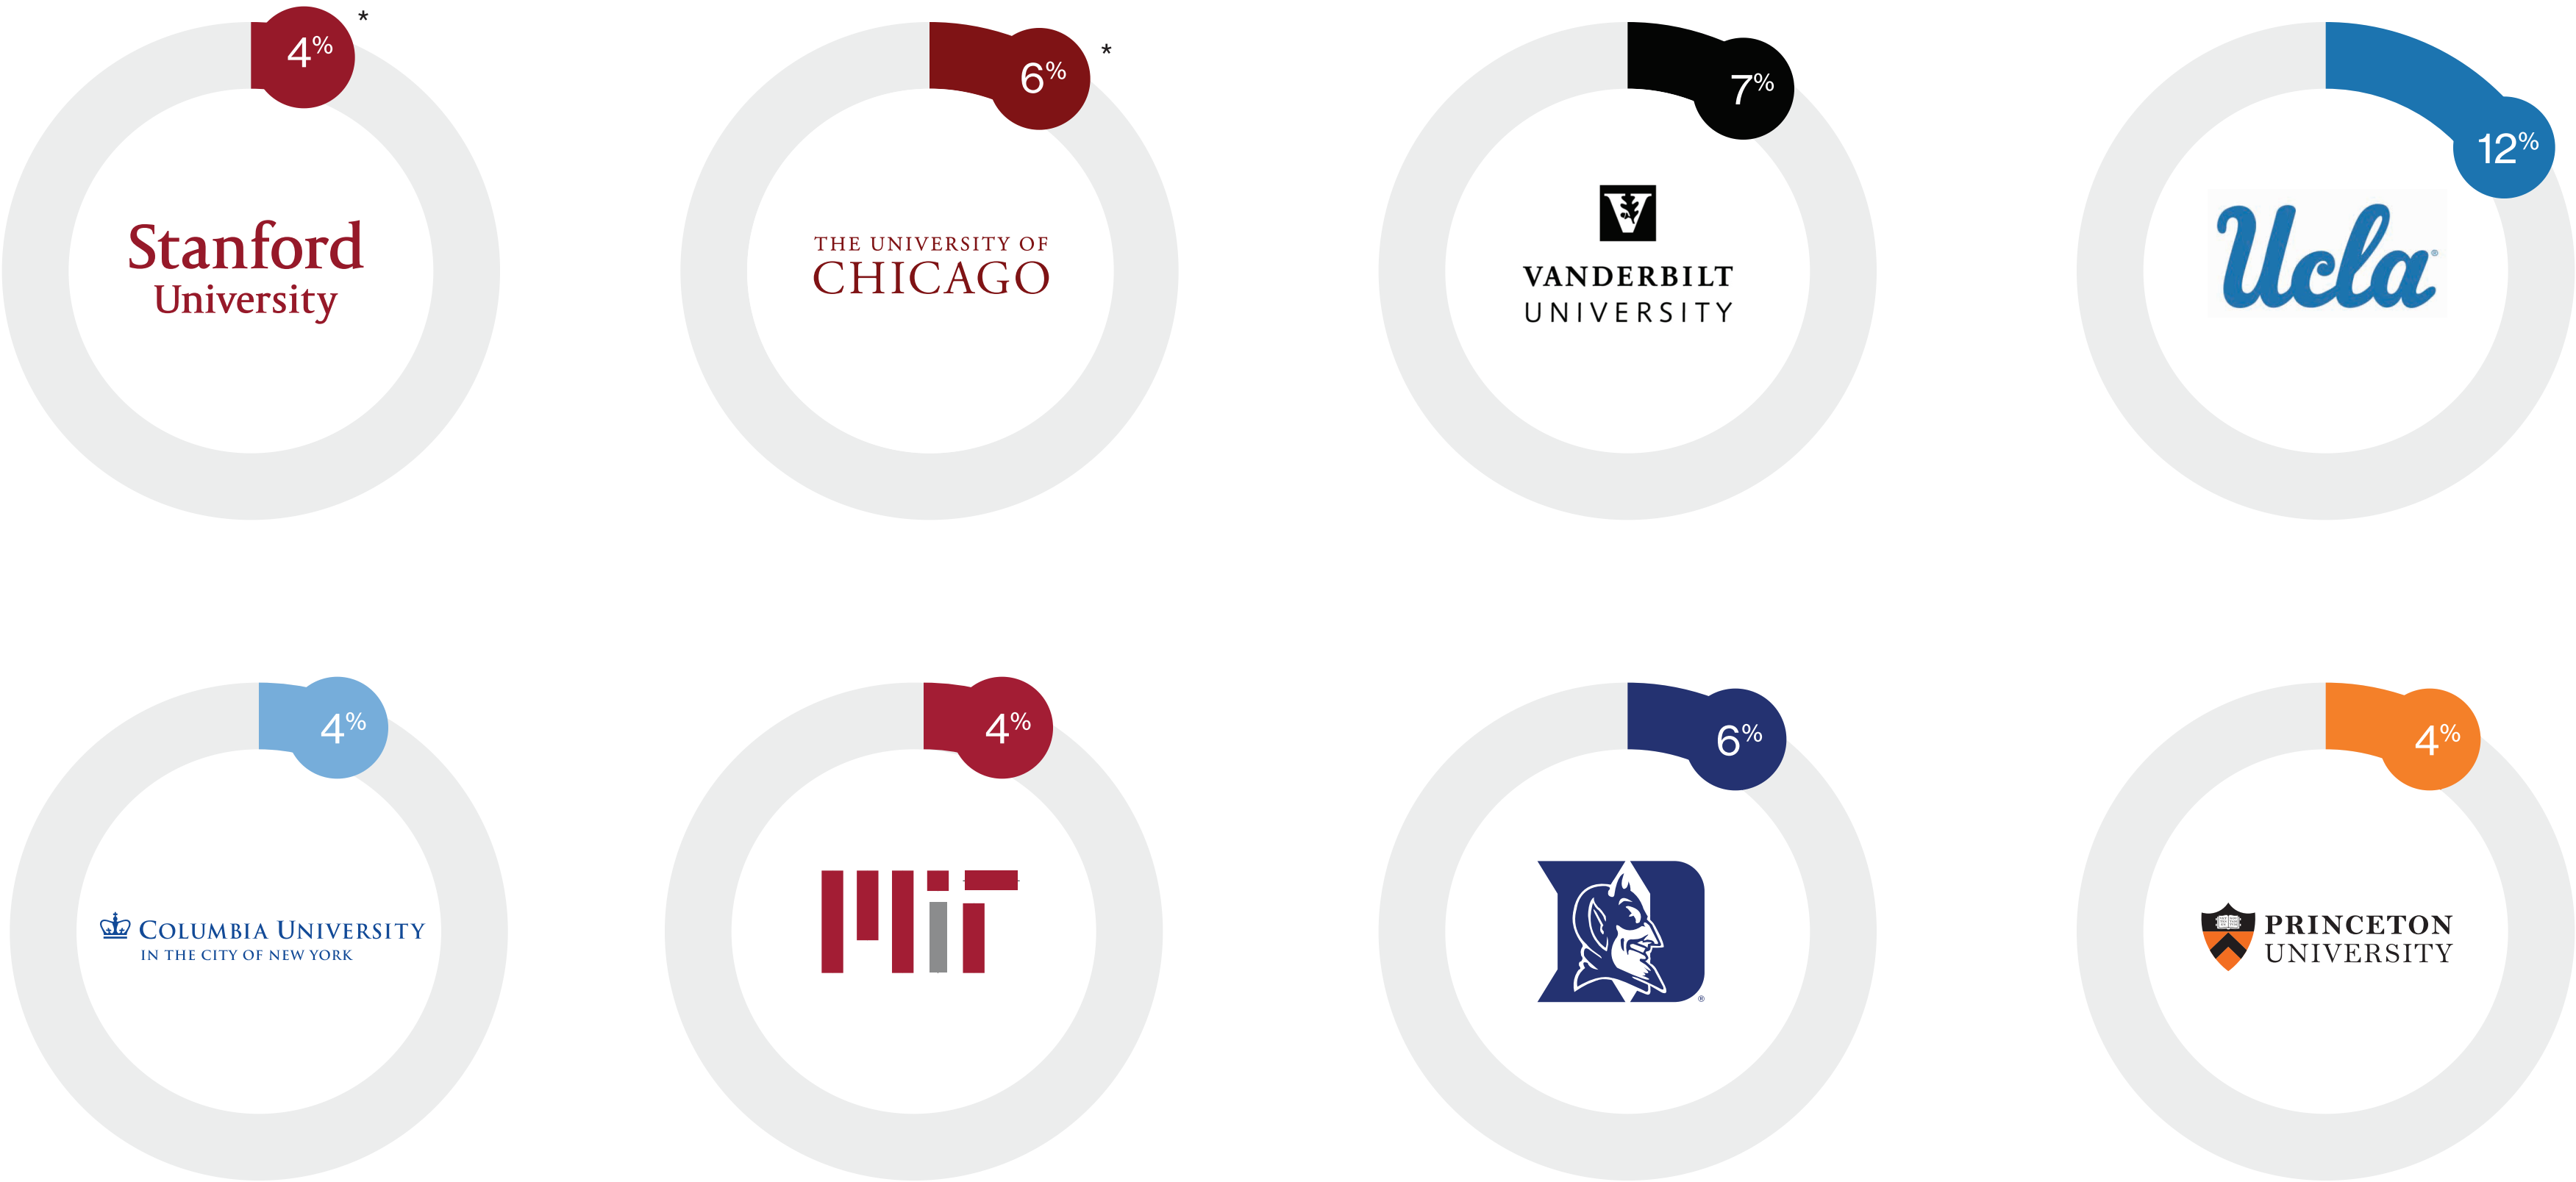 4%
*
6%
*
7%
12%
Stanford
University
THE UNIVERSITY OF
CHICAGO
V
VANDERBILT
UNIVERSITY
Ucla®
4%
4%
6%
4%
COLUMBIA UNIVERSITY
IN THE CITY OF NEW YORK
MiT
D®
PRINCETON
UNIVERSITY